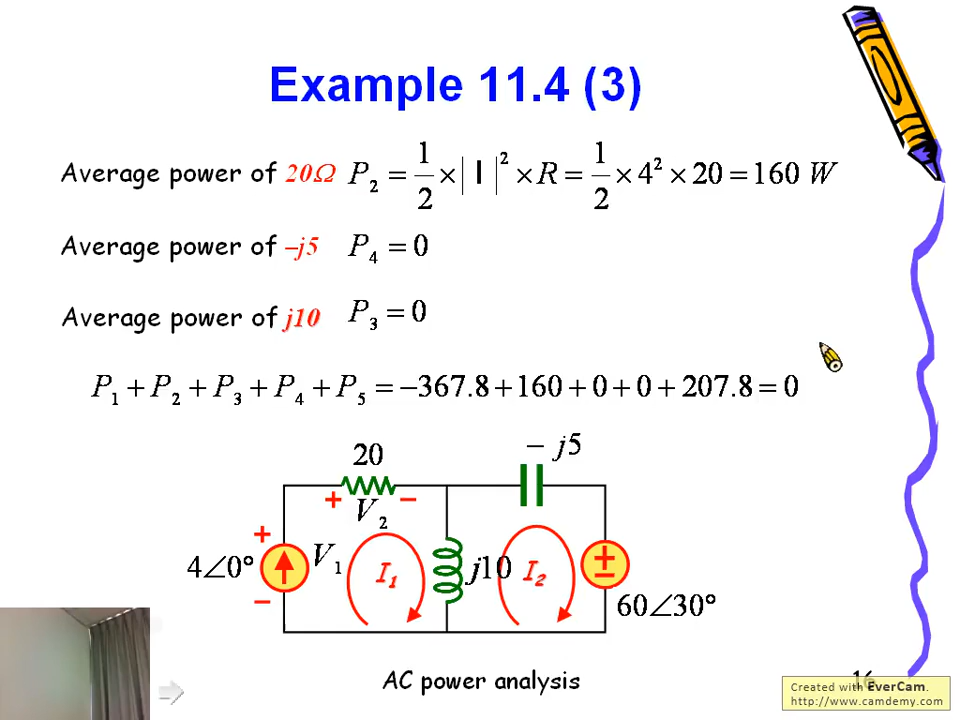 Example 11.4 (3)
Average power of 20Ω P₂ = 1/2 × | I |² × R = 1/2 × 4² × 20 = 160 W
Average power of –j5 P₄ = 0
Average power of j10 P₃ = 0
P₁ + P₂ + P₃ + P₄ + P₅ = −367.8 + 160 + 0 + 0 + 207.8 = 0
20
− j5
+ V₂ −
+
4∠0° V₁ I₁ j10 I₂ + −
−
60∠30°
AC power analysis
16
Created with EverCam.
http://www.camdemy.com